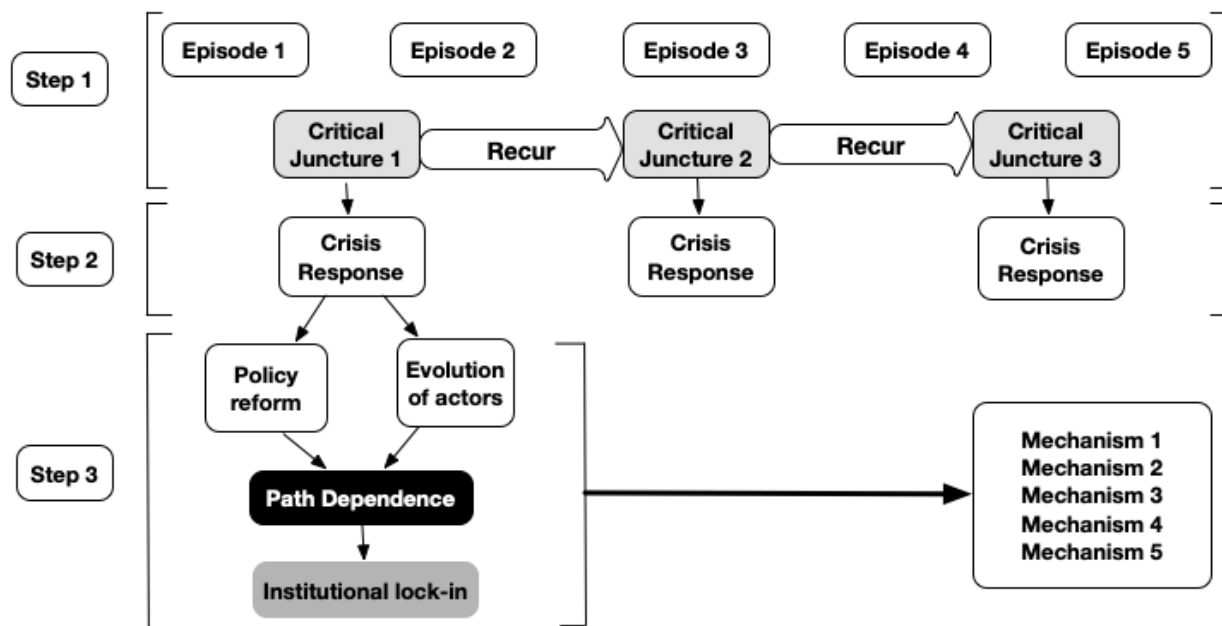 Episode 1
Episode 2
Episode 3
Episode 4
Episode 5
Step 1
Critical
Juncture 1
Recur
Critical
Juncture 2
Recur
Critical
Juncture 3
Step 2
Crisis
Response
Crisis
Response
Crisis
Response
Policy
reform
Evolution
of actors
Step 3
Path Dependence
Institutional lock-in
Mechanism 1
Mechanism 2
Mechanism 3
Mechanism 4
Mechanism 5